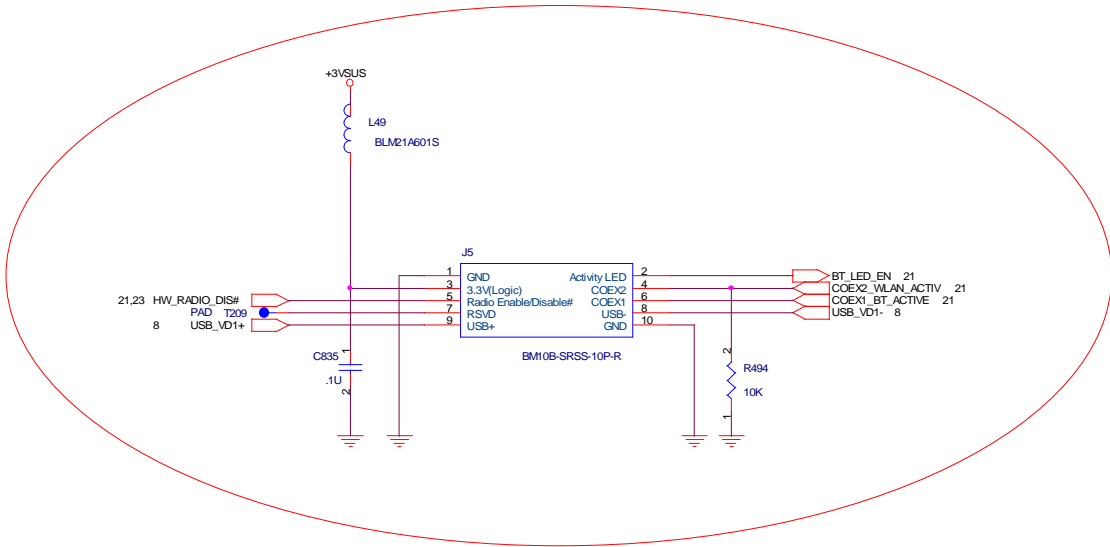 +3VSUS
L49
BLM21A601S
J5
1 GND Activity LED 2 BT_LED_EN 21
3 3.3V(Logic) COEX2 4 COEX2_WLAN_ACTIV 21
21,23 HW_RADIO_DIS# 5 Radio Enable/Disable# COEX1 6 COEX1_BT_ACTIVE 21
PAD T209 7 RSVD USB- 8 USB_VD1- 8
8 USB_VD1+ 9 USB+ GND 10
C835 1 BM10B-SRSS-10P-R 2
R494
.1U 2 10K
1